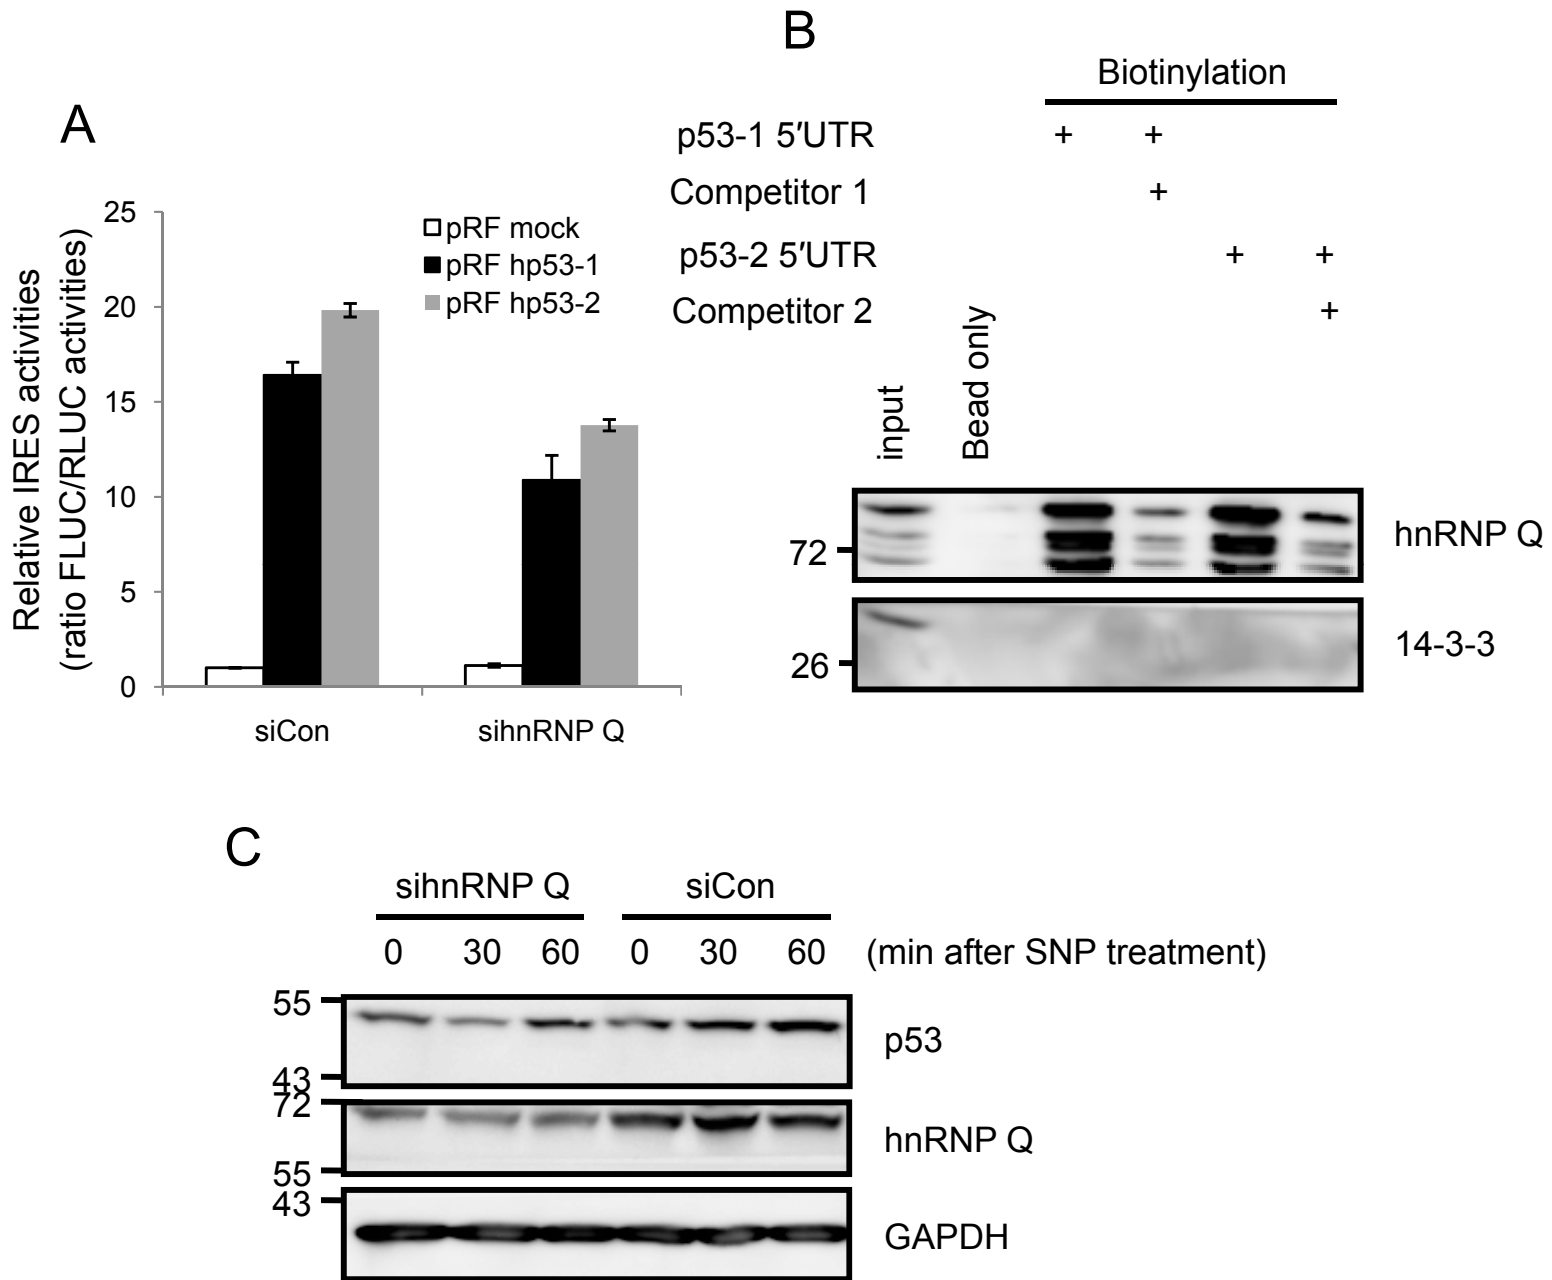 A
Relative IRES activities
(ratio FLUC/RLUC activities)
25
20
15
10
5
0
pRF mock
pRF hp53-1
pRF hp53-2
siCon
sihnRNP Q
B
Biotinylation
p53-1 5′UTR + +
Competitor 1 +
p53-2 5′UTR + +
Competitor 2 +
input
Bead only
72
hnRNP Q
26
14-3-3
C
sihnRNP Q siCon
0 30 60 0 30 60 (min after SNP treatment)
55
p53
43
72
hnRNP Q
55
43
GAPDH